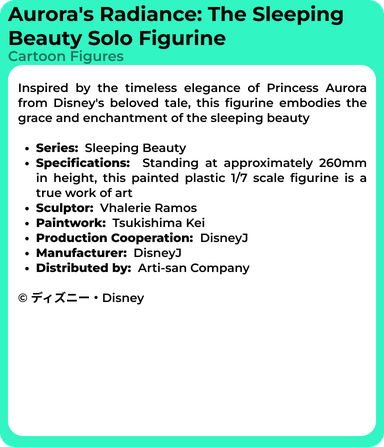 Aurora's Radiance: The Sleeping
Beauty Solo Figurine
Cartoon Figures
Inspired by the timeless elegance of Princess Aurora
from Disney's beloved tale, this figurine embodies the
grace and enchantment of the sleeping beauty
• Series: Sleeping Beauty
• Specifications: Standing at approximately 260mm
in height, this painted plastic 1/7 scale figurine is a
true work of art
• Sculptor: Vhalerie Ramos
• Paintwork: Tsukishima Kei
• Production Cooperation: DisneyJ
• Manufacturer: DisneyJ
• Distributed by: Arti-san Company
© ディズニー・Disney